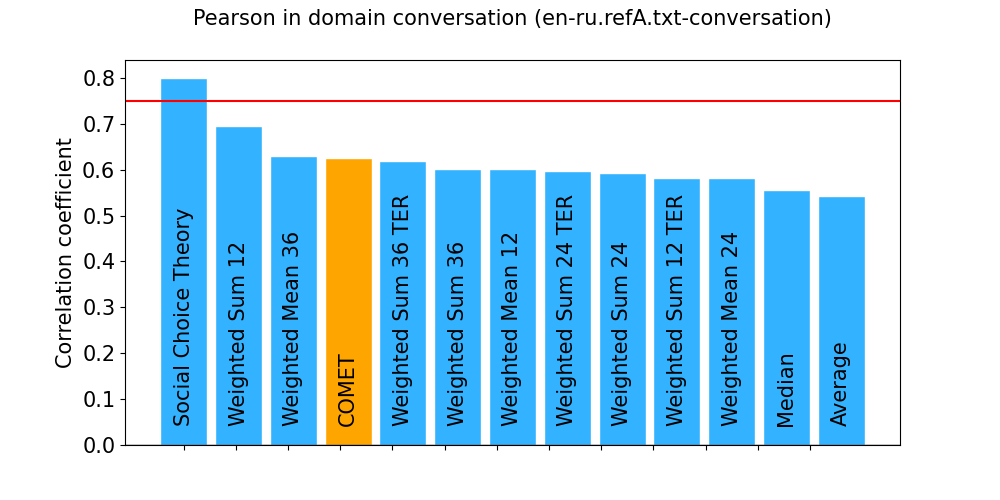 Pearson in domain conversation (en-ru.refA.txt-conversation)
Correlation coefficient
0.8
0.7
0.6
0.5
0.4
0.3
0.2
0.1
0.0
Social Choice Theory
Weighted Sum 12
Weighted Mean 36
COMET
Weighted Sum 36 TER
Weighted Sum 36
Weighted Mean 12
Weighted Sum 24 TER
Weighted Sum 24
Weighted Sum 12 TER
Weighted Mean 24
Median
Average